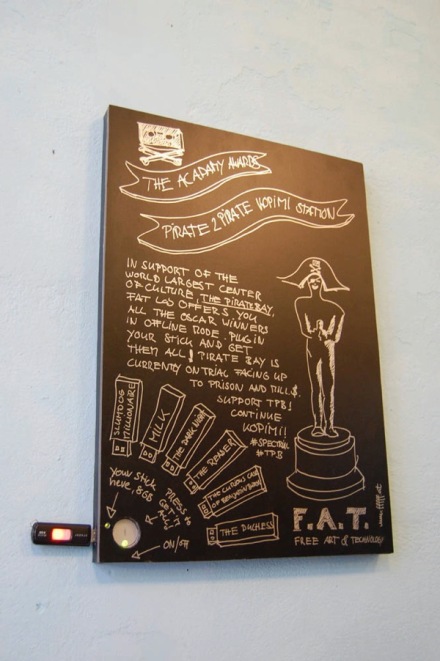 THE ACADAMY AWARDS
PIRATE 2 PIRATE KOPIMI STATION
IN SUPPORT OF THE
WORLD LARGEST CENTER
OF CULTURE, THE PIRATEBAY,
FAT LAB OFFERS YOU
ALL THE OSCAR WINNERS
IN OFFLINE MODE. PLUG IN
YOUR STICK AND GET
THEM ALL! PIRATE BAY IS
CURRENTLY ON TRIAL FACING UP
TO PRISON AND MILL$.
SUPPORT TPB!
CONTINUE
KOPIMI!
#SPECTRIAL
#TPB
SLUMDOG
MILLIONAIRE
MILK
THE DARK KNIGHT
THE READER
THE CURIOUS CASE
OF BENJAMIN BUTTON
THE DUCHESS
YOUR STICK
here, 8GB
PRESS to
GET IT
ALL!
ON/OFF
F.A.T.
FREE ART & TECHNOLOGY
www.fffff.at